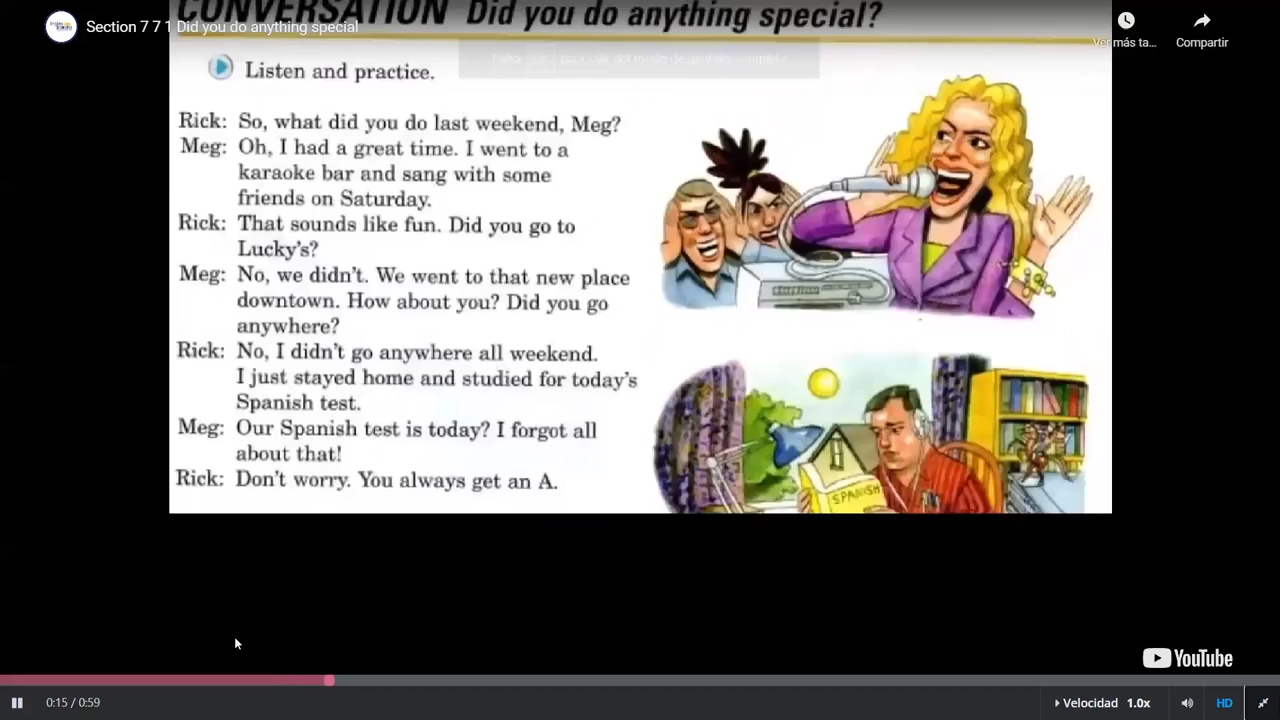 CONVERSATION Did you do anything special?
Section 7 7 1 Did you do anything special
Ver más ta...
Compartir
Listen and practice.
Rick: So, what did you do last weekend, Meg?
Meg: Oh, I had a great time. I went to a
karaoke bar and sang with some
friends on Saturday.
Rick: That sounds like fun. Did you go to
Lucky's?
Meg: No, we didn't. We went to that new place
downtown. How about you? Did you go
anywhere?
Rick: No, I didn't go anywhere all weekend.
I just stayed home and studied for today's
Spanish test.
Meg: Our Spanish test is today? I forgot all
about that!
Rick: Don't worry. You always get an A.
SPANISH
YouTube
0:15 / 0:59
Velocidad 1.0x
HD